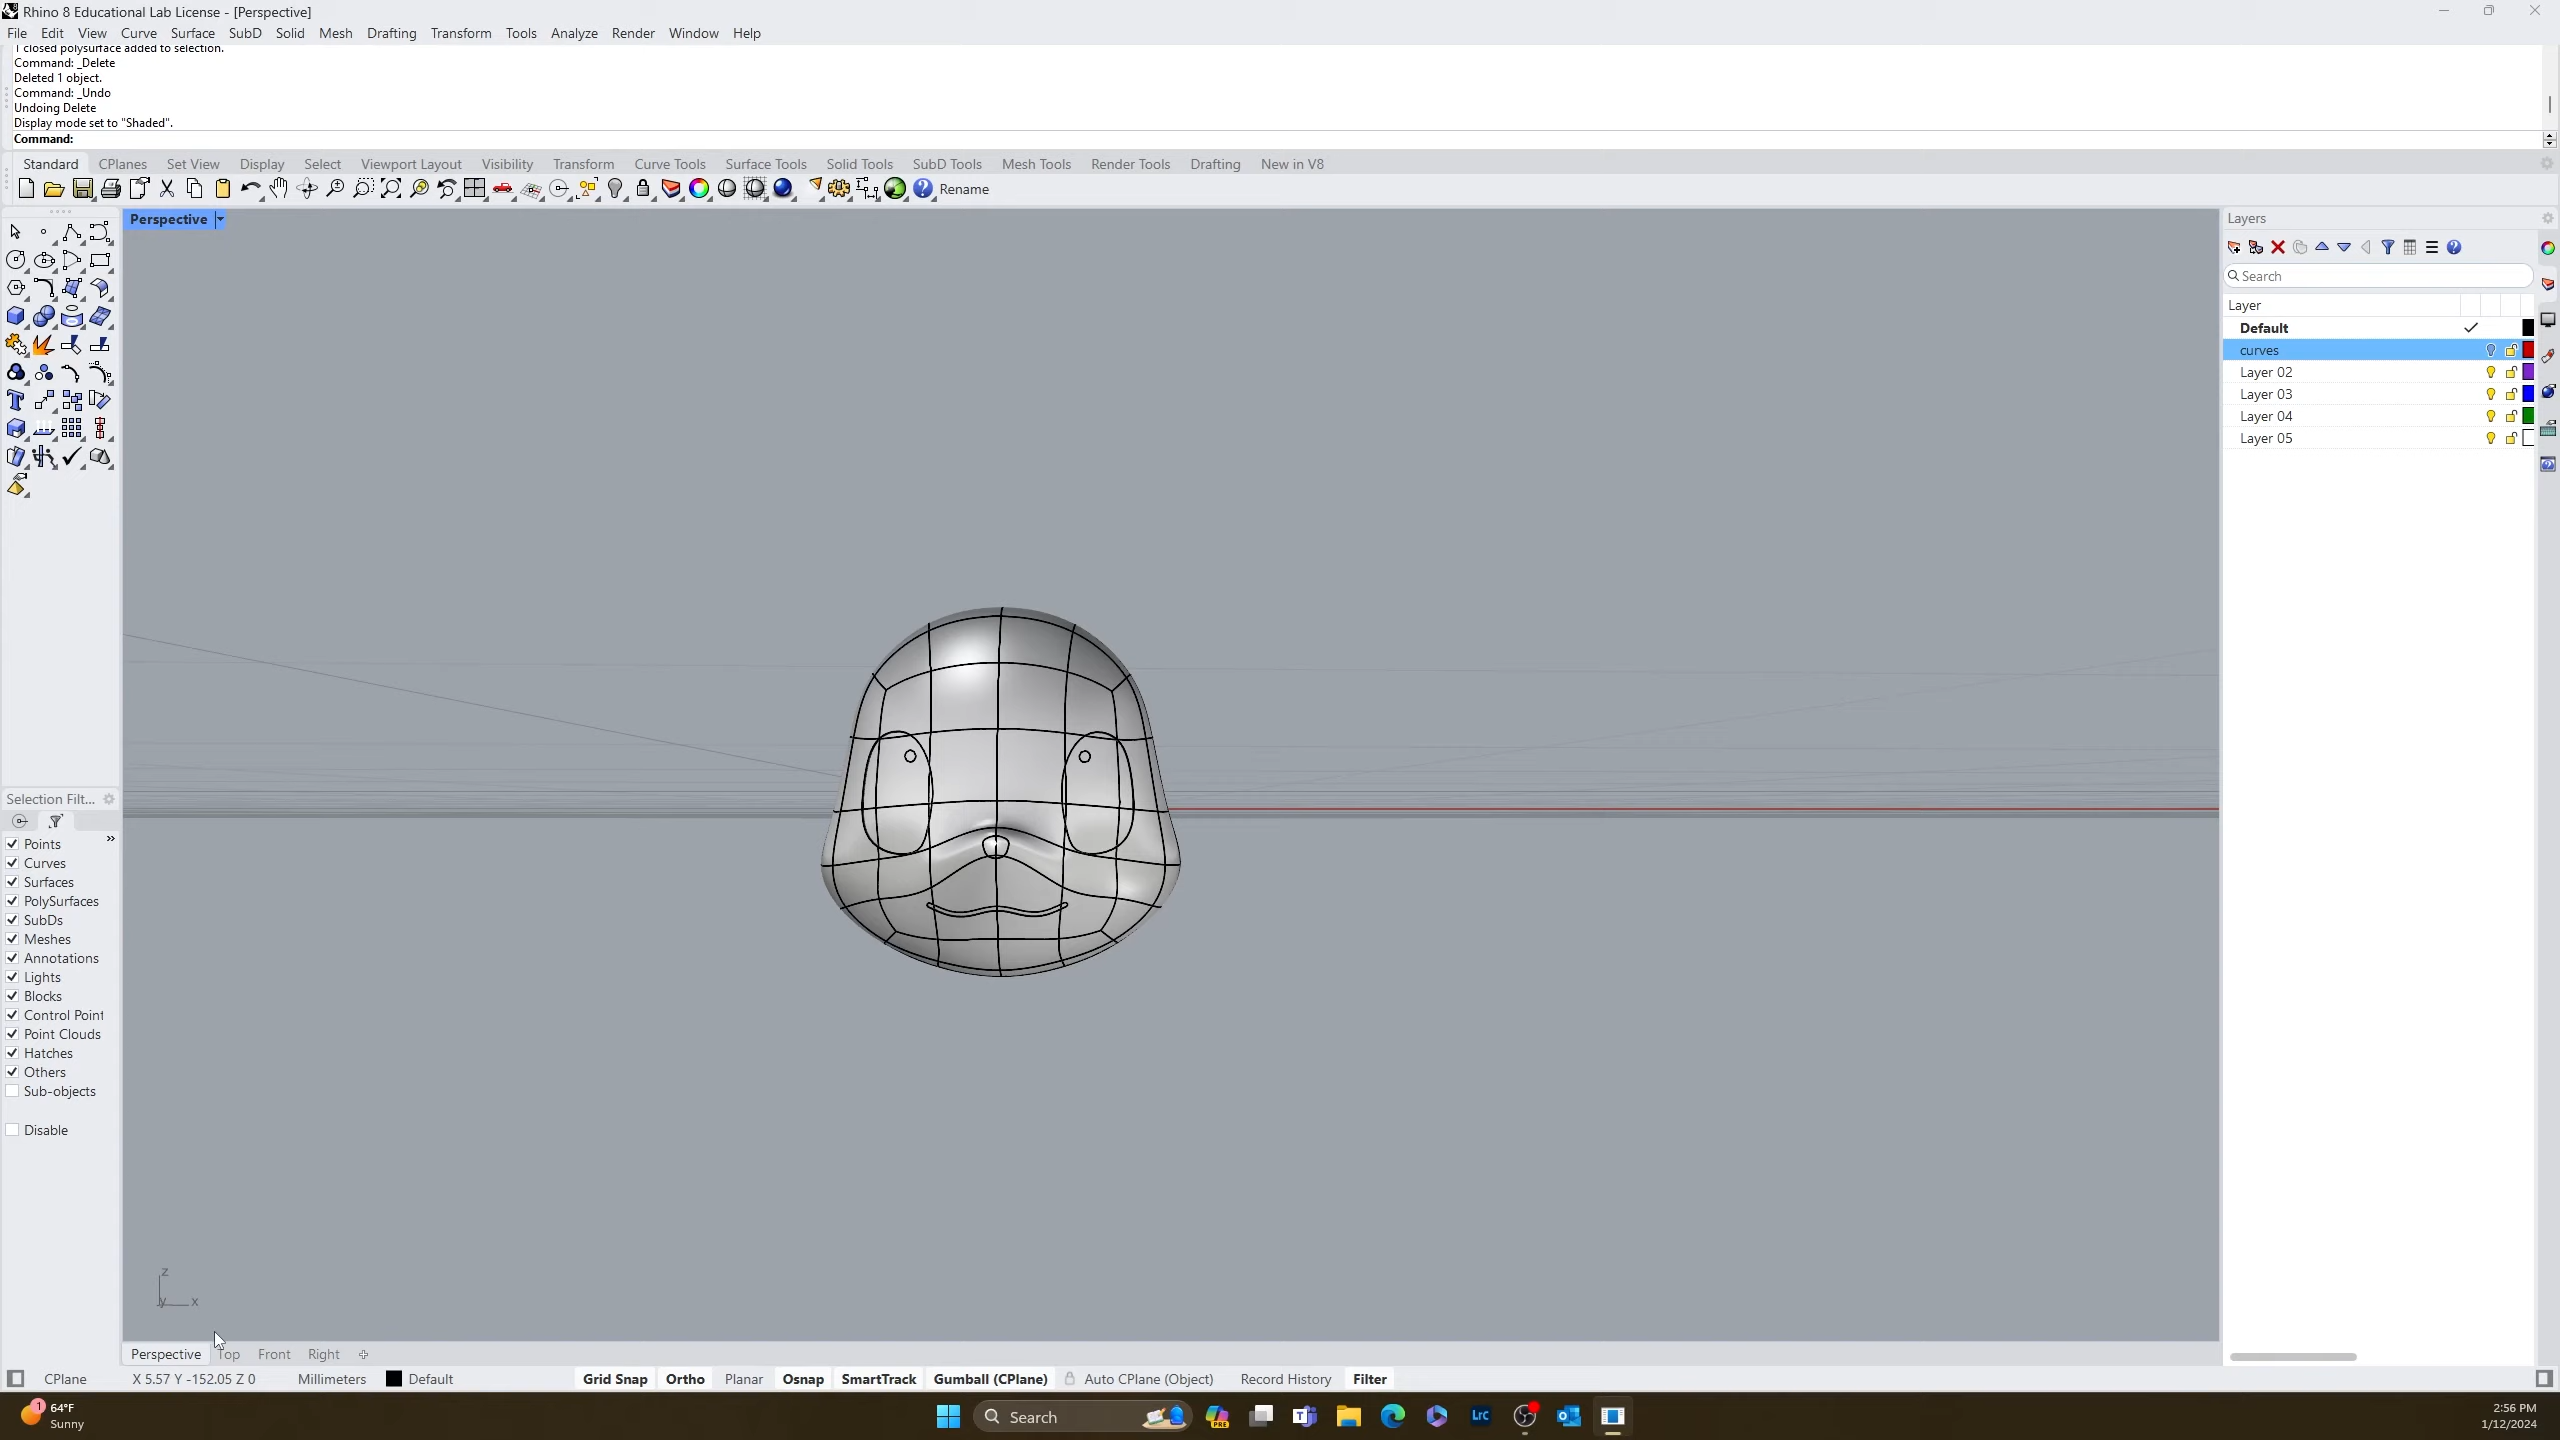 Rhino 8 Educational Lab License - [Perspective]
File Edit View Curve Surface SubD Solid Mesh Drafting Transform Tools Analyze Render Window Help
1 closed polysurface added to selection.
Command: _Delete
Deleted 1 object.
Command: _Undo
Undoing Delete
Display mode set to "Shaded".
Command:
Standard CPlanes Set View Display Select Viewport Layout Visibility Transform Curve Tools Surface Tools Solid Tools SubD Tools Mesh Tools Render Tools Drafting New in V8
Rename
Perspective
Layers
Search
Layer
Default
curves
Layer 02
Layer 03
Layer 04
Layer 05
Selection Filt...
Points
Curves
Surfaces
PolySurfaces
SubDs
Meshes
Annotations
Lights
Blocks
Control Point
Point Clouds
Hatches
Others
Sub-objects
Disable
z
y x
Perspective Top Front Right
CPlane X 5.57 Y -152.05 Z 0 Millimeters Default Grid Snap Ortho Planar Osnap SmartTrack Gumball (CPlane) Auto CPlane (Object) Record History Filter
1
64°F
Sunny
Search
PRE
Lrc
2:56 PM
1/12/2024